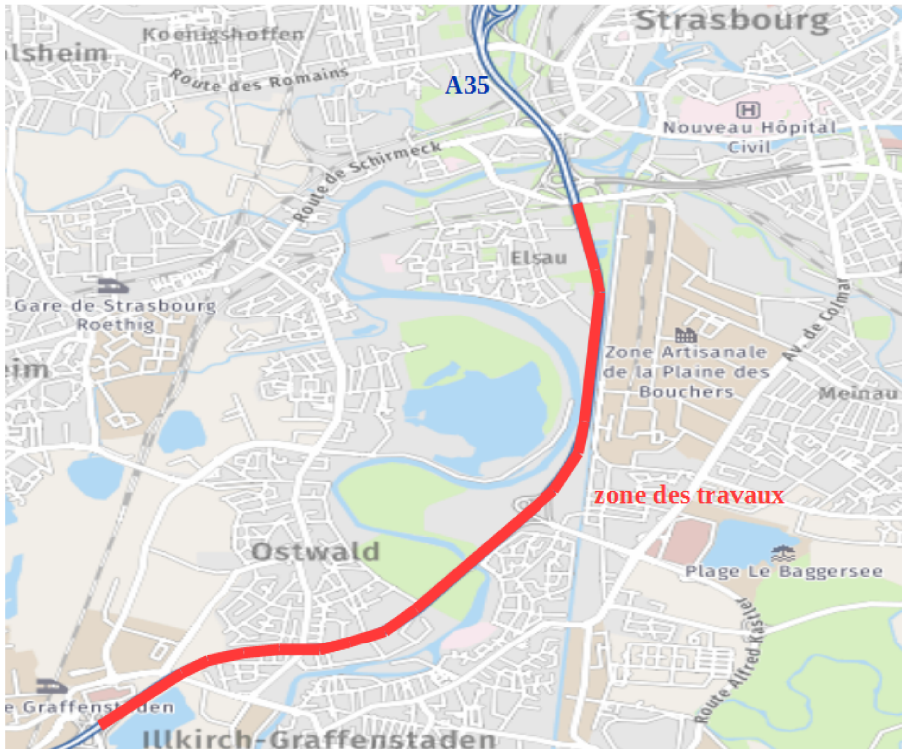 Strasbourg
Koenigshoffen
lsheim
Route des Romains
A35
H
Nouveau Hôpital
Civil
Route de Schirmeck
Elsau
Gare de Strasbourg
Roethig
Av. de Colmar
Zone Artisanale
de la Plaine des
Bouchers
eim
Meinau
zone des travaux
Ostwald
Plage Le Baggersee
Route Alfred Kastler
e Graffenstaden
Illkirch-Graffenstaden